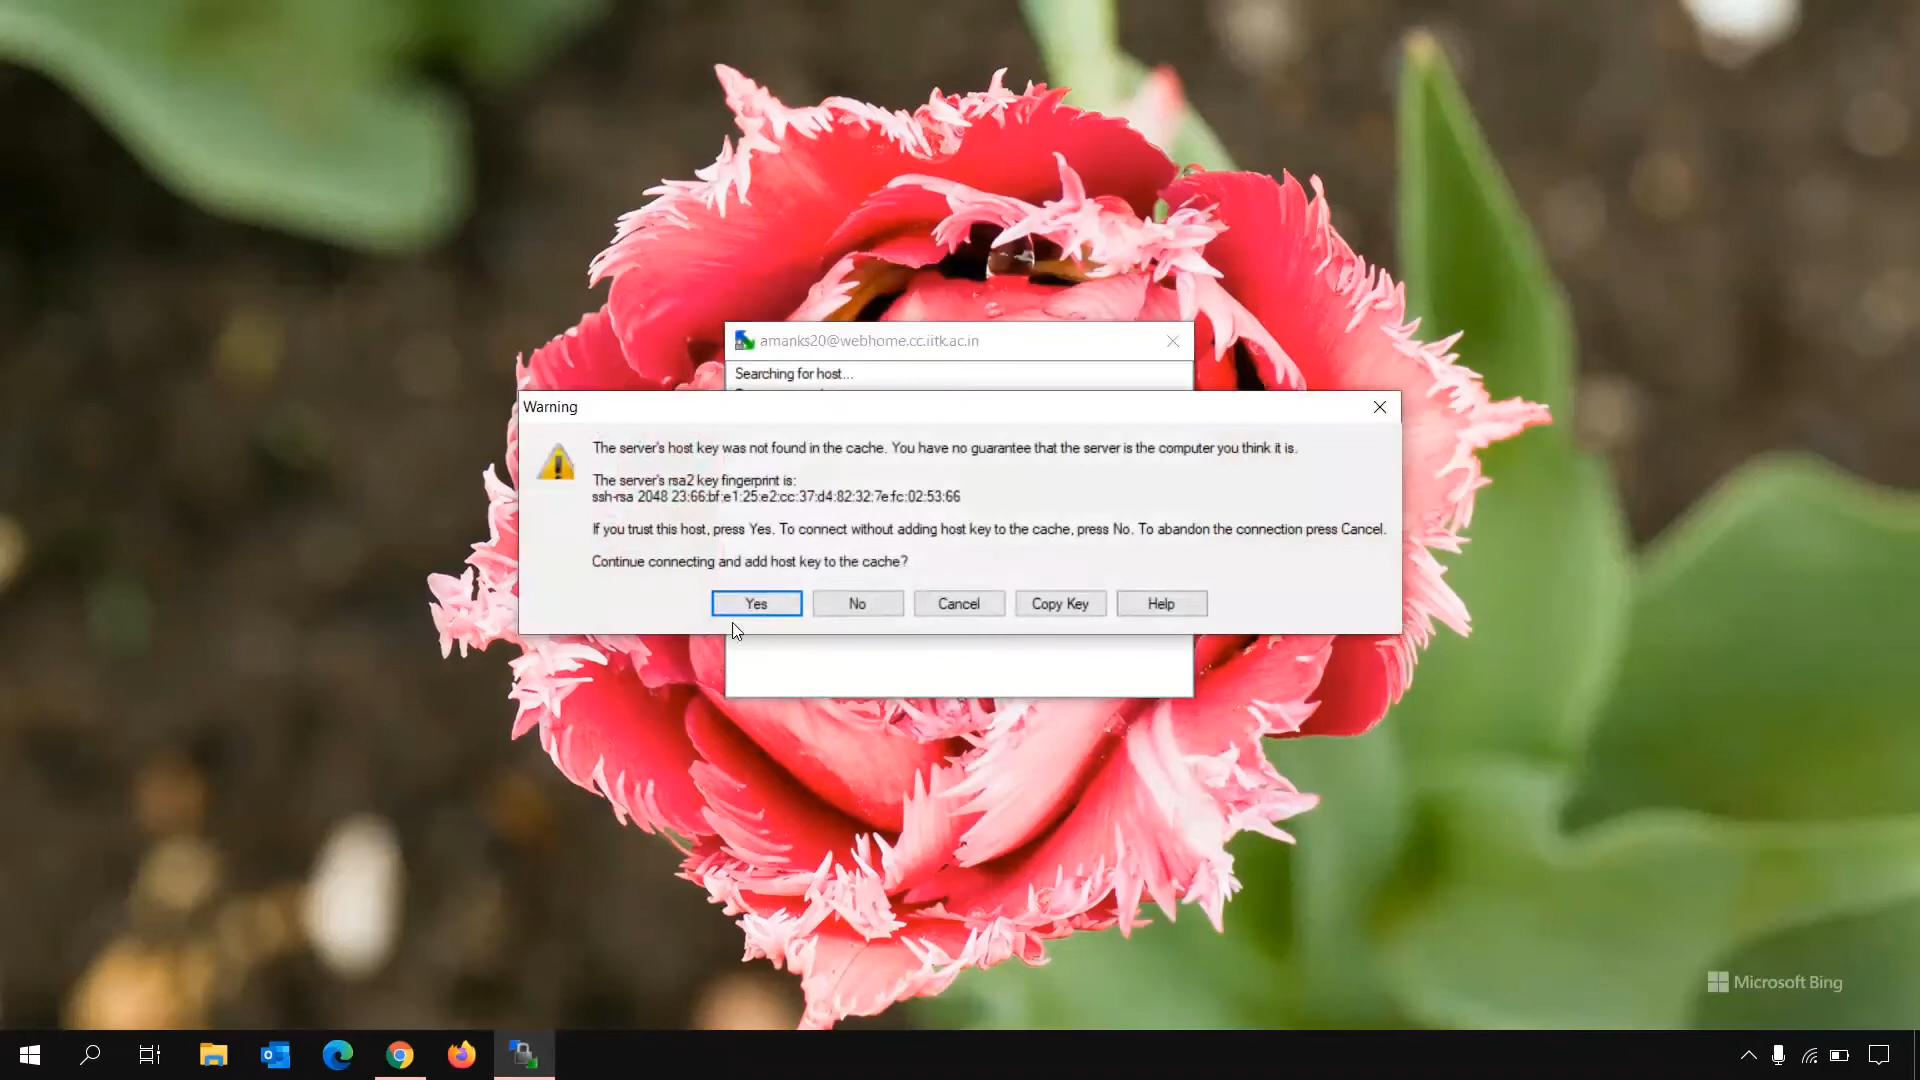 amanks20@webhome.cc.iitk.ac.in
Searching for host...
Warning
The server's host key was not found in the cache. You have no guarantee that the server is the computer you think it is.
The server's rsa2 key fingerprint is:
ssh-rsa 2048 23:66:bf:e1:25:e2:cc:37:d4:82:32:7e:fc:02:53:66
If you trust this host, press Yes. To connect without adding host key to the cache, press No. To abandon the connection press Cancel.
Continue connecting and add host key to the cache?
Yes No Cancel Copy Key Help
Microsoft Bing